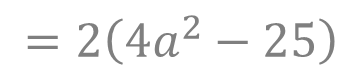 = 2(4a² − 25)